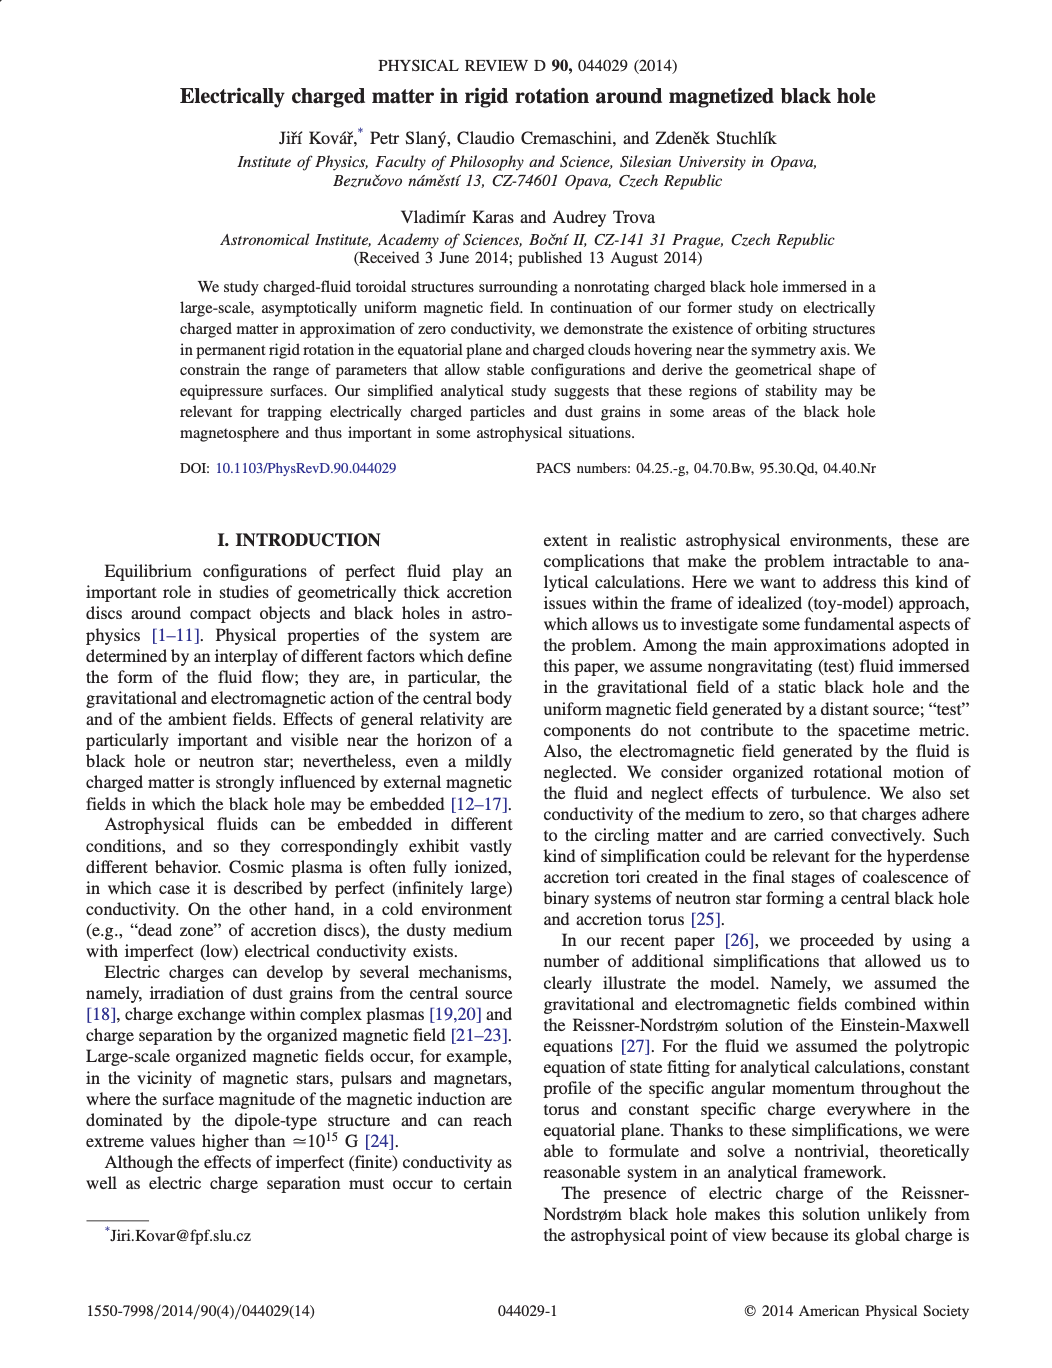 PHYSICAL REVIEW D 90, 044029 (2014)
Electrically charged matter in rigid rotation around magnetized black hole
Jiří Kovář,* Petr Slaný, Claudio Cremaschini, and Zdeněk Stuchlík
Institute of Physics, Faculty of Philosophy and Science, Silesian University in Opava,
Bezručovo náměstí 13, CZ-74601 Opava, Czech Republic
Vladimír Karas and Audrey Trova
Astronomical Institute, Academy of Sciences, Boční II, CZ-141 31 Prague, Czech Republic
(Received 3 June 2014; published 13 August 2014)
We study charged-fluid toroidal structures surrounding a nonrotating charged black hole immersed in a
large-scale, asymptotically uniform magnetic field. In continuation of our former study on electrically
charged matter in approximation of zero conductivity, we demonstrate the existence of orbiting structures
in permanent rigid rotation in the equatorial plane and charged clouds hovering near the symmetry axis. We
constrain the range of parameters that allow stable configurations and derive the geometrical shape of
equipressure surfaces. Our simplified analytical study suggests that these regions of stability may be
relevant for trapping electrically charged particles and dust grains in some areas of the black hole
magnetosphere and thus important in some astrophysical situations.
DOI: 10.1103/PhysRevD.90.044029 PACS numbers: 04.25.-g, 04.70.Bw, 95.30.Qd, 04.40.Nr
I. INTRODUCTION
Equilibrium configurations of perfect fluid play an
important role in studies of geometrically thick accretion
discs around compact objects and black holes in astro-
physics [1–11]. Physical properties of the system are
determined by an interplay of different factors which define
the form of the fluid flow; they are, in particular, the
gravitational and electromagnetic action of the central body
and of the ambient fields. Effects of general relativity are
particularly important and visible near the horizon of a
black hole or neutron star; nevertheless, even a mildly
charged matter is strongly influenced by external magnetic
fields in which the black hole may be embedded [12–17].
Astrophysical fluids can be embedded in different
conditions, and so they correspondingly exhibit vastly
different behavior. Cosmic plasma is often fully ionized,
in which case it is described by perfect (infinitely large)
conductivity. On the other hand, in a cold environment
(e.g., “dead zone” of accretion discs), the dusty medium
with imperfect (low) electrical conductivity exists.
Electric charges can develop by several mechanisms,
namely, irradiation of dust grains from the central source
[18], charge exchange within complex plasmas [19,20] and
charge separation by the organized magnetic field [21–23].
Large-scale organized magnetic fields occur, for example,
in the vicinity of magnetic stars, pulsars and magnetars,
where the surface magnitude of the magnetic induction are
dominated by the dipole-type structure and can reach
extreme values higher than ≃10¹⁵ G [24].
Although the effects of imperfect (finite) conductivity as
well as electric charge separation must occur to certain
*Jiri.Kovar@fpf.slu.cz
extent in realistic astrophysical environments, these are
complications that make the problem intractable to ana-
lytical calculations. Here we want to address this kind of
issues within the frame of idealized (toy-model) approach,
which allows us to investigate some fundamental aspects of
the problem. Among the main approximations adopted in
this paper, we assume nongravitating (test) fluid immersed
in the gravitational field of a static black hole and the
uniform magnetic field generated by a distant source; “test”
components do not contribute to the spacetime metric.
Also, the electromagnetic field generated by the fluid is
neglected. We consider organized rotational motion of
the fluid and neglect effects of turbulence. We also set
conductivity of the medium to zero, so that charges adhere
to the circling matter and are carried convectively. Such
kind of simplification could be relevant for the hyperdense
accretion tori created in the final stages of coalescence of
binary systems of neutron star forming a central black hole
and accretion torus [25].
In our recent paper [26], we proceeded by using a
number of additional simplifications that allowed us to
clearly illustrate the model. Namely, we assumed the
gravitational and electromagnetic fields combined within
the Reissner-Nordstrøm solution of the Einstein-Maxwell
equations [27]. For the fluid we assumed the polytropic
equation of state fitting for analytical calculations, constant
profile of the specific angular momentum throughout the
torus and constant specific charge everywhere in the
equatorial plane. Thanks to these simplifications, we were
able to formulate and solve a nontrivial, theoretically
reasonable system in an analytical framework.
The presence of electric charge of the Reissner-
Nordstrøm black hole makes this solution unlikely from
the astrophysical point of view because its global charge is
1550-7998/2014/90(4)/044029(14) 044029-1 © 2014 American Physical Society